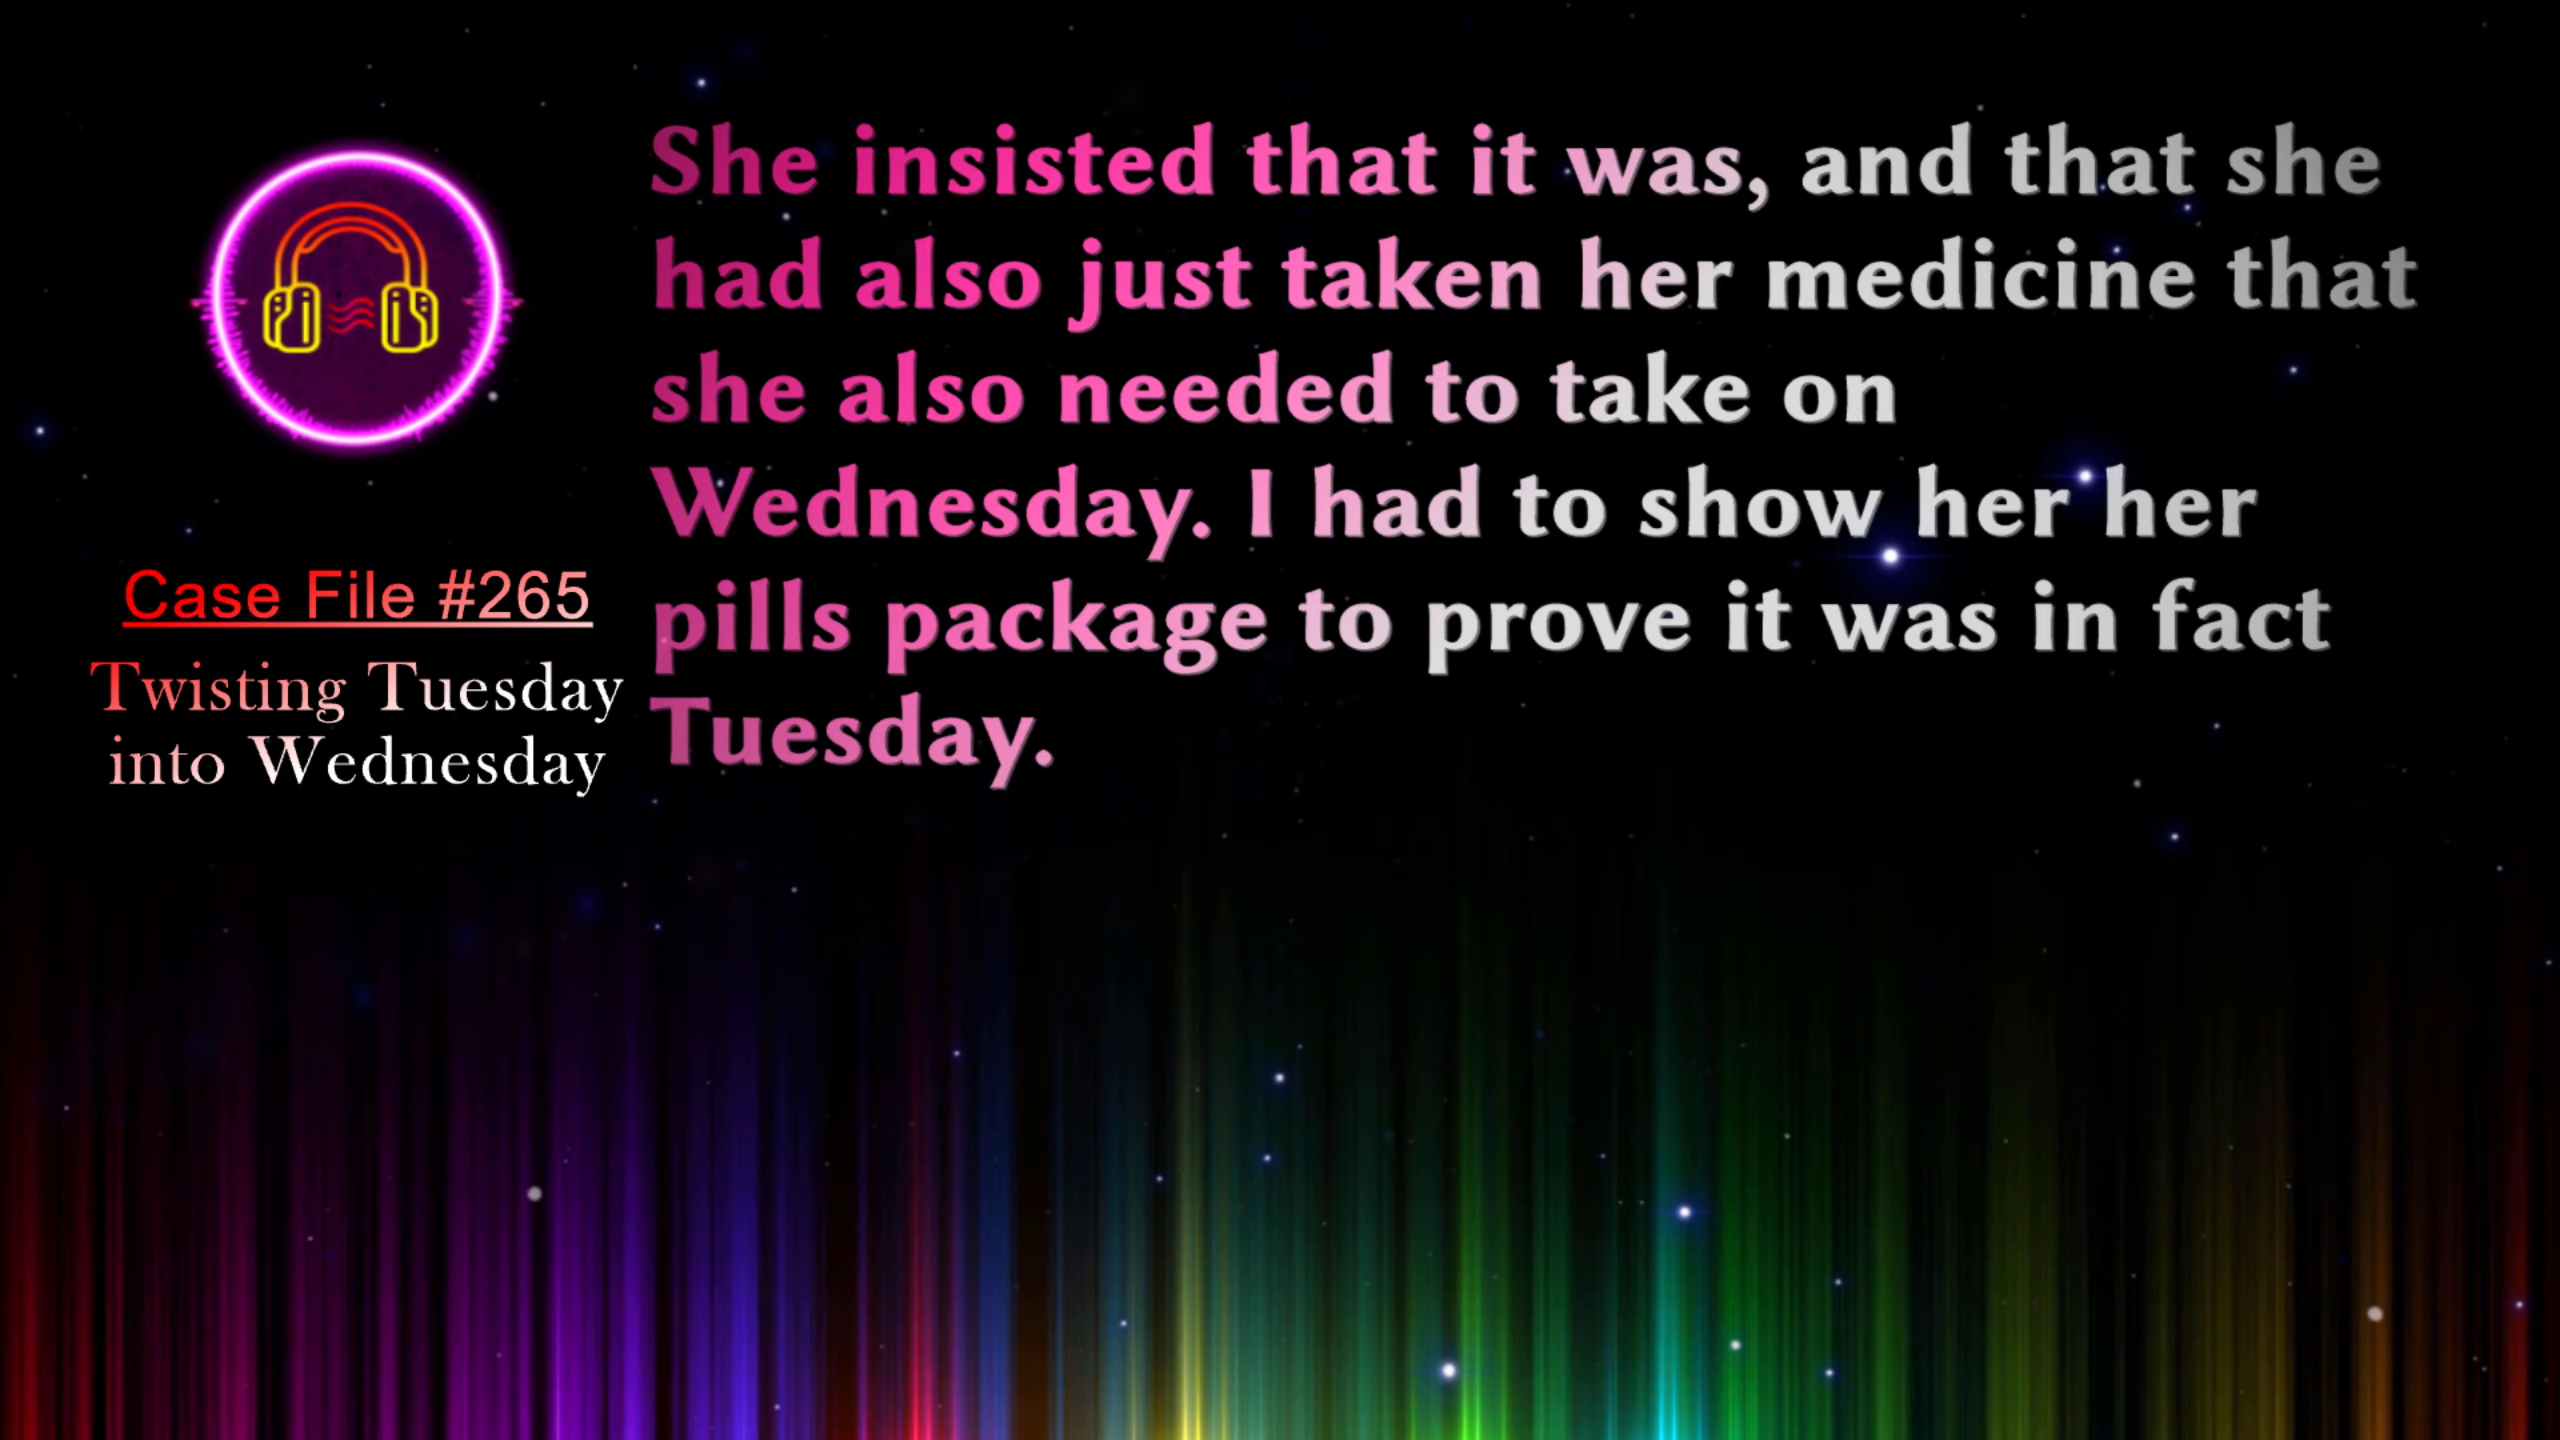 Case File #265
Twisting Tuesday
into Wednesday
She insisted that it was, and that she
had also just taken her medicine that
she also needed to take on
Wednesday. I had to show her her
pills package to prove it was in fact
Tuesday.